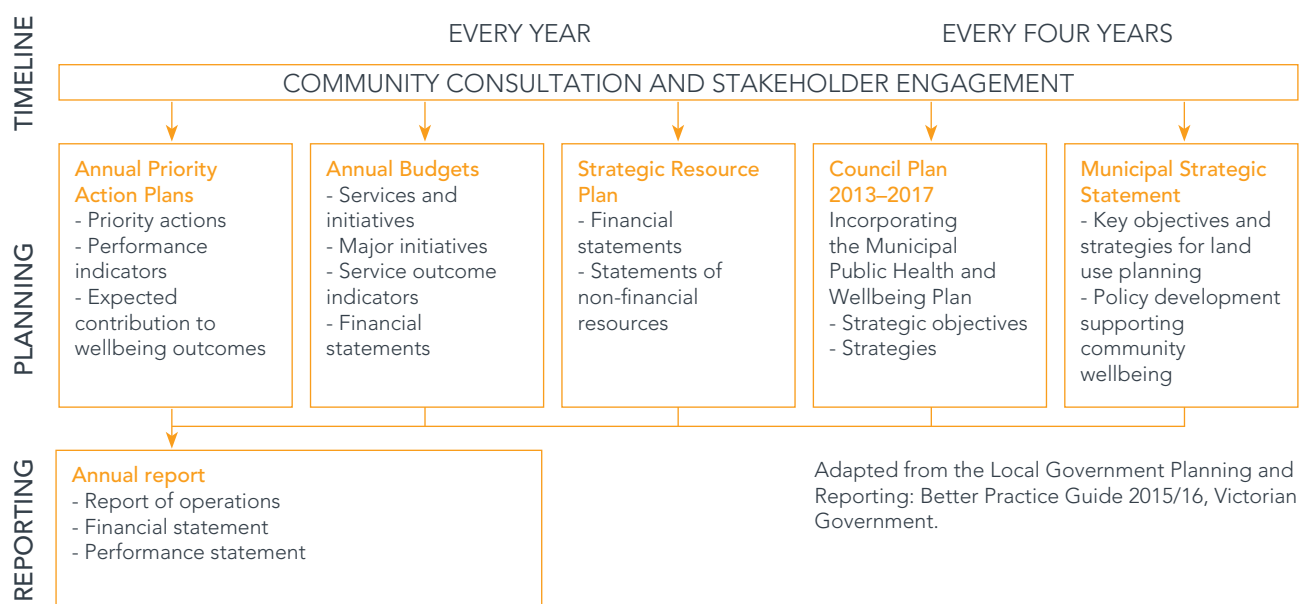 TIMELINE
EVERY YEAR
EVERY FOUR YEARS
COMMUNITY CONSULTATION AND STAKEHOLDER ENGAGEMENT
PLANNING
Annual Priority
Action Plans
- Priority actions
- Performance
indicators
- Expected
contribution to
wellbeing outcomes
Annual Budgets
- Services and
initiatives
- Major initiatives
- Service outcome
indicators
- Financial
statements
Strategic Resource
Plan
- Financial
statements
- Statements of
non-financial
resources
Council Plan
2013–2017
Incorporating
the Municipal
Public Health and
Wellbeing Plan
- Strategic objectives
- Strategies
Municipal Strategic
Statement
- Key objectives and
strategies for land
use planning
- Policy development
supporting
community
wellbeing
REPORTING
Annual report
- Report of operations
- Financial statement
- Performance statement
Adapted from the Local Government Planning and
Reporting: Better Practice Guide 2015/16, Victorian
Government.